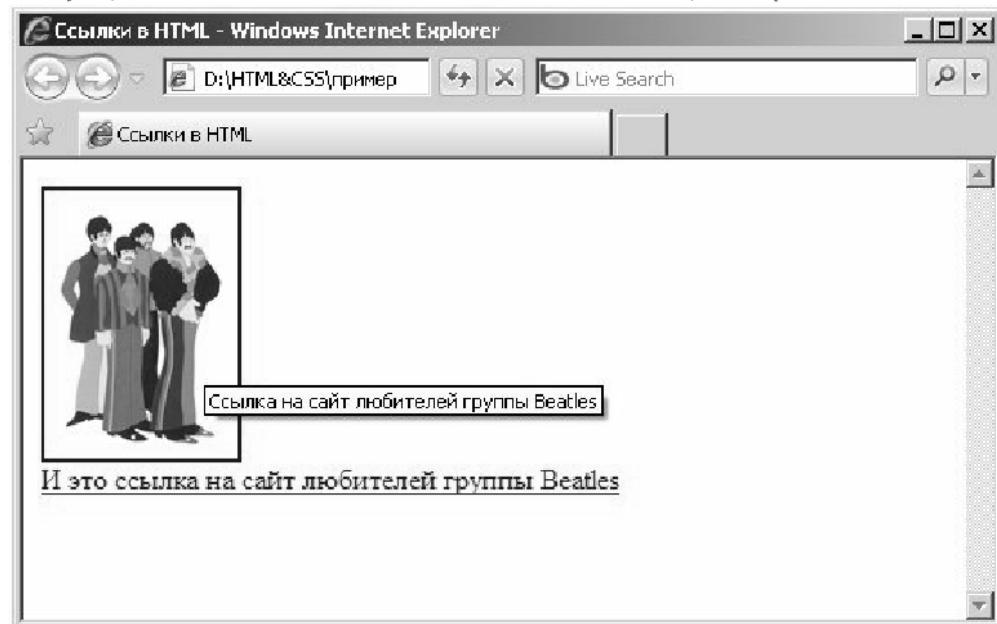 Ссылки в HTML - Windows Internet Explorer
D:\HTML&CSS\пример
Live Search
Ссылки в HTML
Ссылка на сайт любителей группы Beatles
И это ссылка на сайт любителей группы Beatles